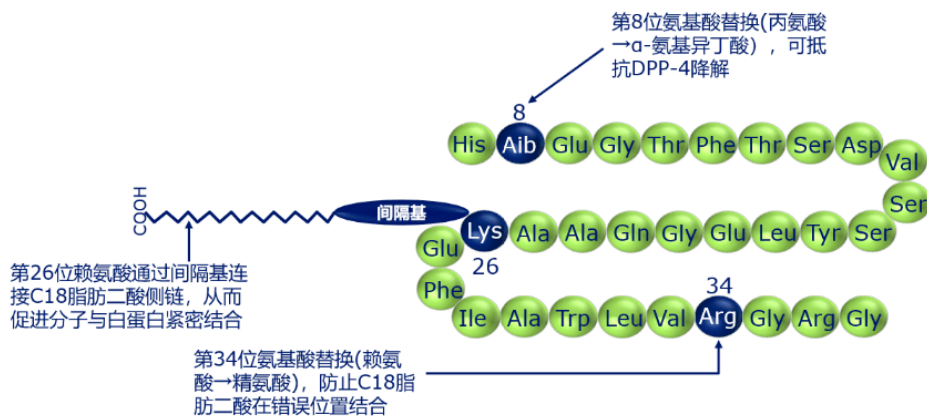 第8位氨基酸替换(丙氨酸
→α-氨基异丁酸)，可抵
抗DPP-4降解
8
His Aib Glu Gly Thr Phe Thr Ser Asp
Val
Ser
COOH
间隔基
Lys Ala Ala Gln Gly Glu Leu Tyr Ser
Glu
26
第26位赖氨酸通过间隔基连
接C18脂肪二酸侧链，从而
促进分子与白蛋白紧密结合
Phe
34
Ile Ala Trp Leu Val Arg Gly Arg Gly
第34位氨基酸替换(赖氨
酸→精氨酸)，防止C18脂
肪二酸在错误位置结合